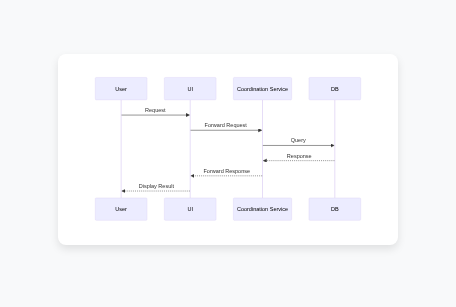 User UI Coordination Service DB
Request
Forward Request
Query
Response
Forward Response
Display Result
User UI Coordination Service DB